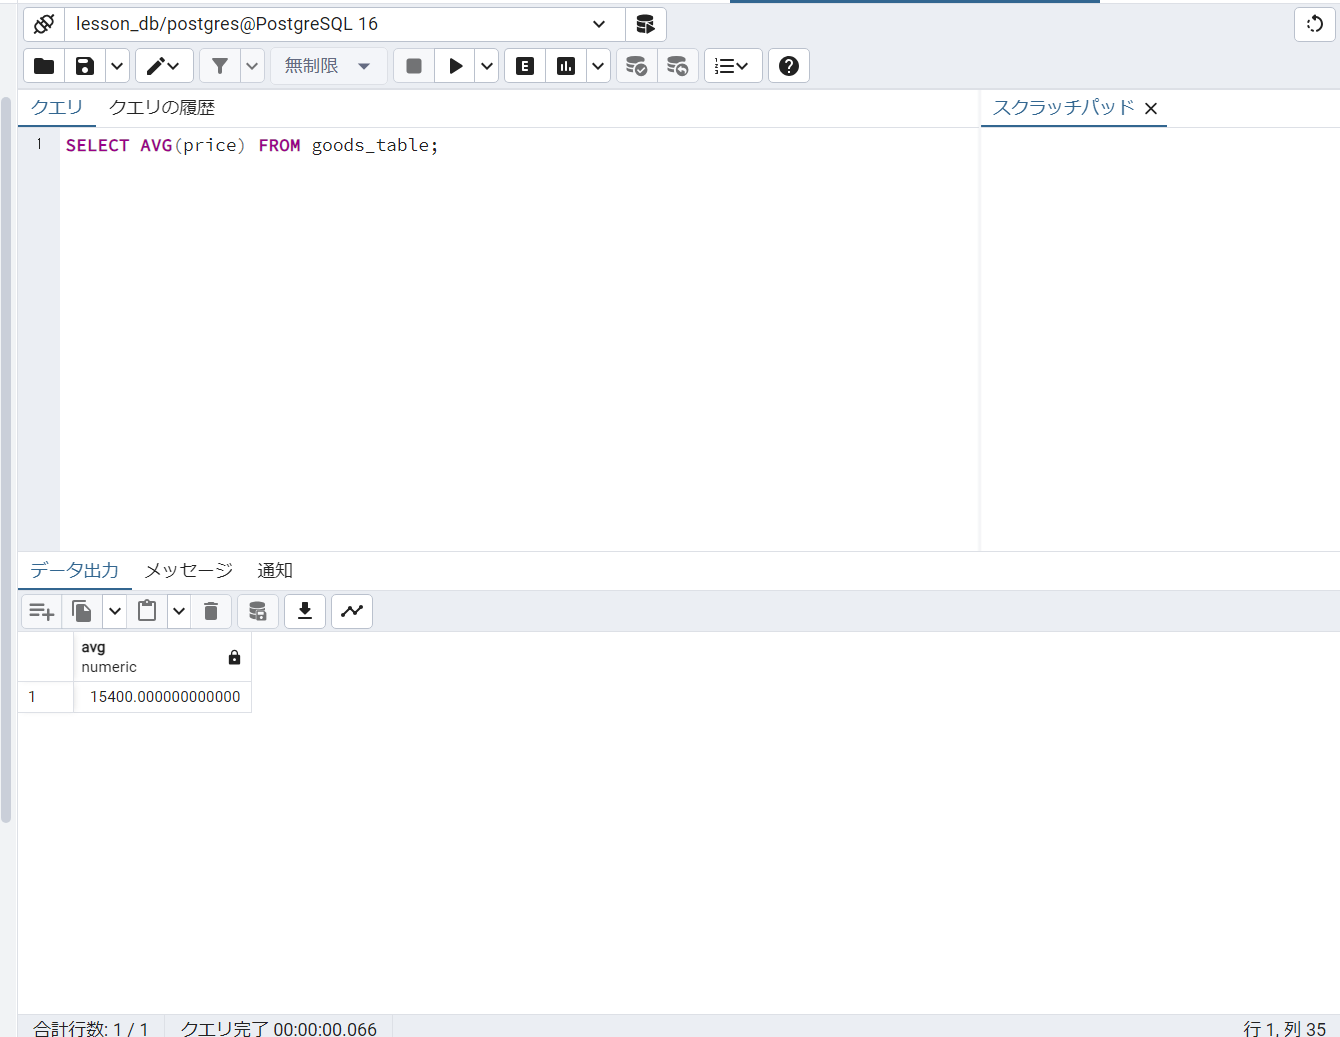 lesson_db/postgres@PostgreSQL 16
無制限
E
クエリ クエリの履歴
スクラッチパッド
1 SELECT AVG(price) FROM goods_table;
データ出力 メッセージ 通知
avg
numeric
1 15400.000000000000
合計行数: 1 / 1 クエリ完了 00:00:00.066 行 1, 列 35